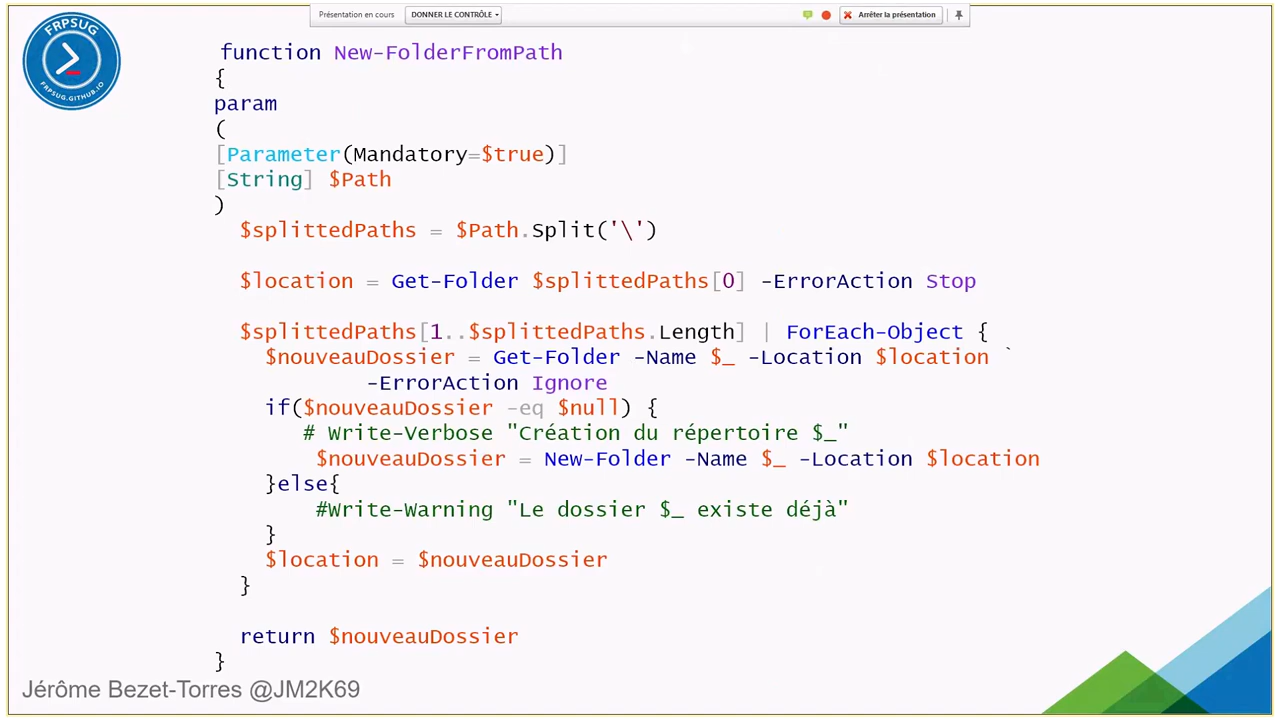 Présentation en cours
DONNER LE CONTRÔLE
Arrêter la présentation
FRPSUG
FRPSUG.GITHUB.IO
function New-FolderFromPath
{
param
(
[Parameter(Mandatory=$true)]
[String] $Path
)
$splittedPaths = $Path.Split('\')
$location = Get-Folder $splittedPaths[0] -ErrorAction Stop
$splittedPaths[1..$splittedPaths.Length] | ForEach-Object {
$nouveauDossier = Get-Folder -Name $_ -Location $location `
-ErrorAction Ignore
if($nouveauDossier -eq $null) {
# Write-Verbose "Création du répertoire $_"
$nouveauDossier = New-Folder -Name $_ -Location $location
}else{
#Write-Warning "Le dossier $_ existe déjà"
}
$location = $nouveauDossier
}
return $nouveauDossier
}
Jérôme Bezet-Torres @JM2K69